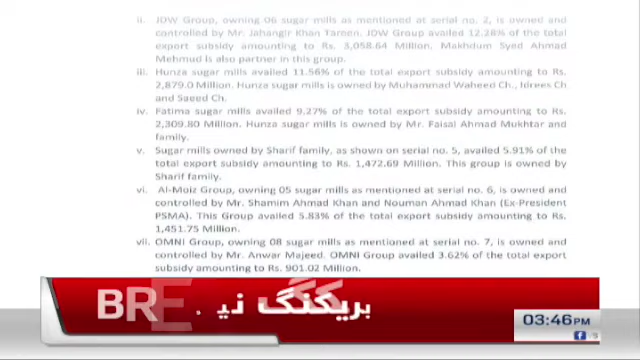 ii. JDW Group, owning 06 sugar mills as mentioned at serial no. 2, is owned and
controlled by Mr. Jahangir Khan Tareen. JDW Group availed 12.28% of the total
export subsidy amounting to Rs. 3,058.64 Million. Makhdum Syed Ahmad
Mehmud is also partner in this group.
iii. Hunza sugar mills availed 11.56% of the total export subsidy amounting to Rs.
2,879.0 Million. Hunza sugar mills is owned by Muhammad Waheed Ch., Idrees Ch
and Saeed Ch.
iv. Fatima sugar mills availed 9.27% of the total export subsidy amounting to Rs.
2,309.80 Million. Hunza sugar mills is owned by Mr. Faisal Ahmad Mukhtar and
family.
v. Sugar mills owned by Sharif family, as shown on serial no. 5, availed 5.91% of the
total export subsidy amounting to Rs. 1,472.69 Million. This group is owned by
Sharif family.
vi. Al-Moiz Group, owning 05 sugar mills as mentioned at serial no. 6, is owned and
controlled by Mr. Shamim Ahmad Khan and Nouman Ahmad Khan (Ex-President
PSMA). This Group availed 5.83% of the total export subsidy amounting to Rs.
1,451.75 Million.
vii. OMNI Group, owning 08 sugar mills as mentioned at serial no. 7, is owned and
controlled by Mr. Anwar Majeed. OMNI Group availed 3.62% of the total export
subsidy amounting to Rs. 901.02 Million.
BRE بریکنگ نیو
03:46 PM